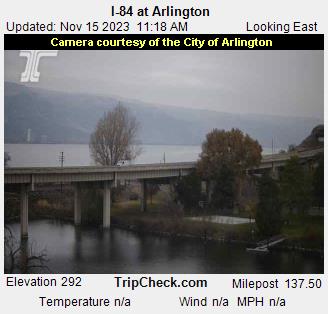 I-84 at Arlington
Updated: Nov 15 2023 11:18 AM Looking East
Camera courtesy of the City of Arlington
Elevation 292 TripCheck.com Milepost 137.50
Temperature n/a Wind n/a MPH n/a